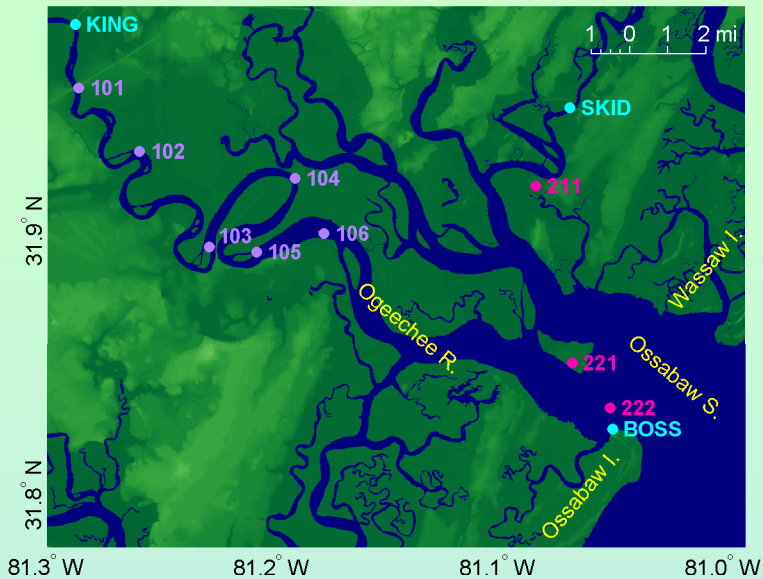 KING
1 0 1 2 mi
101
SKID
102
104
211
31.9° N
103
106
105
Wassaw I.
Ogeechee R.
Ossabaw S.
221
222
BOSS
31.8° N
Ossabaw I.
81.3° W 81.2° W 81.1° W 81.0° W